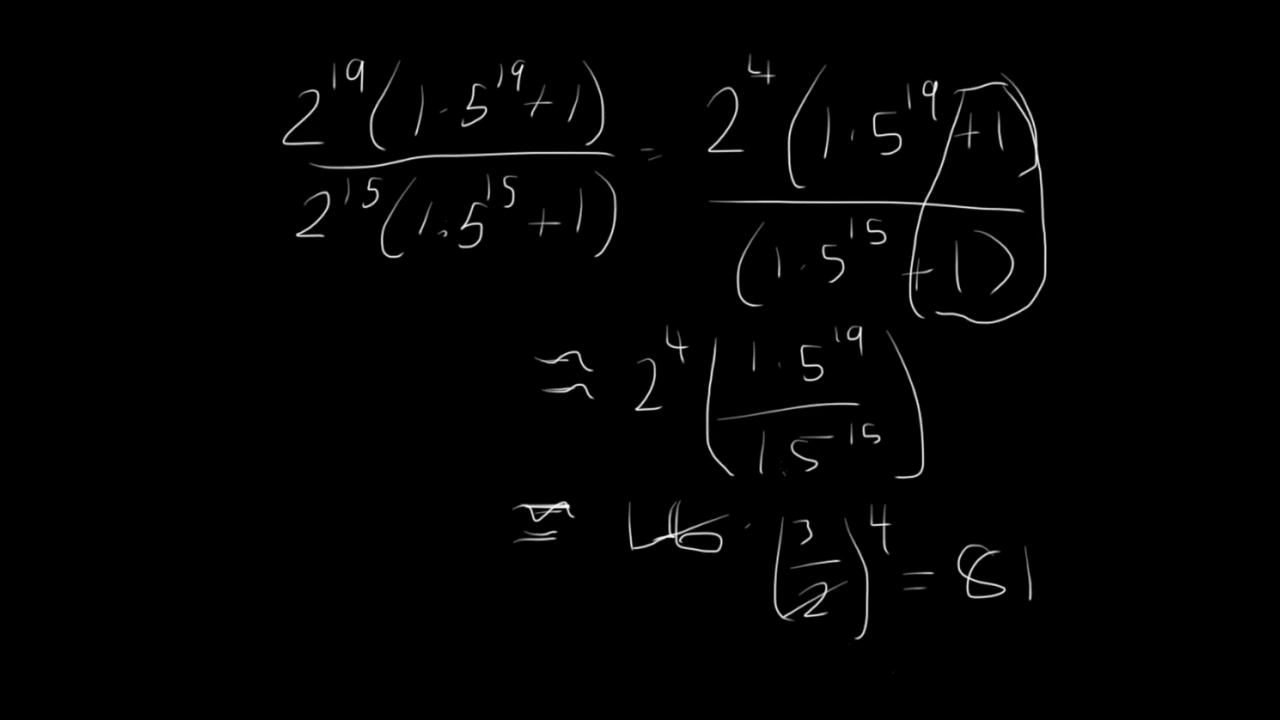 2^19(1.5^19+1) / 2^15(1.5^15+1) = 2^4(1.5^19+1) / (1.5^15+1)
≈ 2^4(1.5^19 / 1.5^15)
≈ 16 · (3/2)^4 = 81